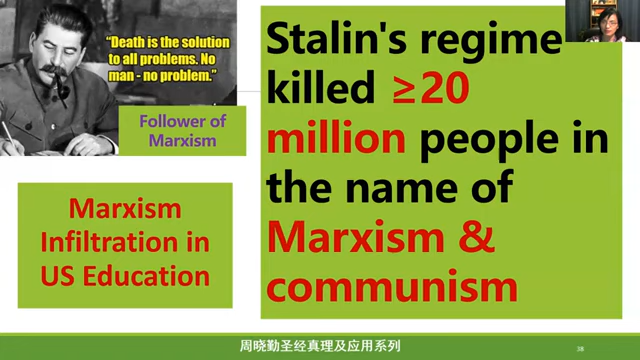 “Death is the solution
to all problems. No
man - no problem.”
Follower of
Marxism
Marxism
Infiltration in
US Education
Stalin's regime
killed ≥20
million people in
the name of
Marxism &
communism
周晓勤圣经真理及应用系列
38